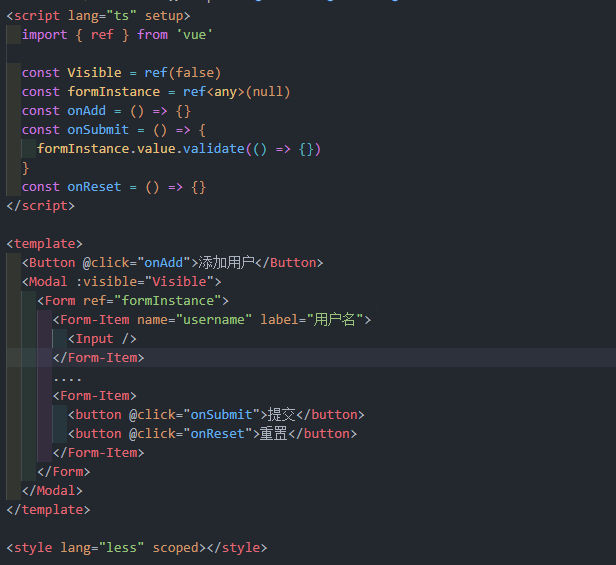 <script lang="ts" setup>
import { ref } from 'vue'
const Visible = ref(false)
const formInstance = ref<any>(null)
const onAdd = () => {}
const onSubmit = () => {
formInstance.value.validate(() => {})
}
const onReset = () => {}
</script>
<template>
<Button @click="onAdd">添加用户</Button>
<Modal :visible="Visible">
<Form ref="formInstance">
<Form-Item name="username" label="用户名">
<Input />
</Form-Item>
....
<Form-Item>
<button @click="onSubmit">提交</button>
<button @click="onReset">重置</button>
</Form-Item>
</Form>
</Modal>
</template>
<style lang="less" scoped></style>